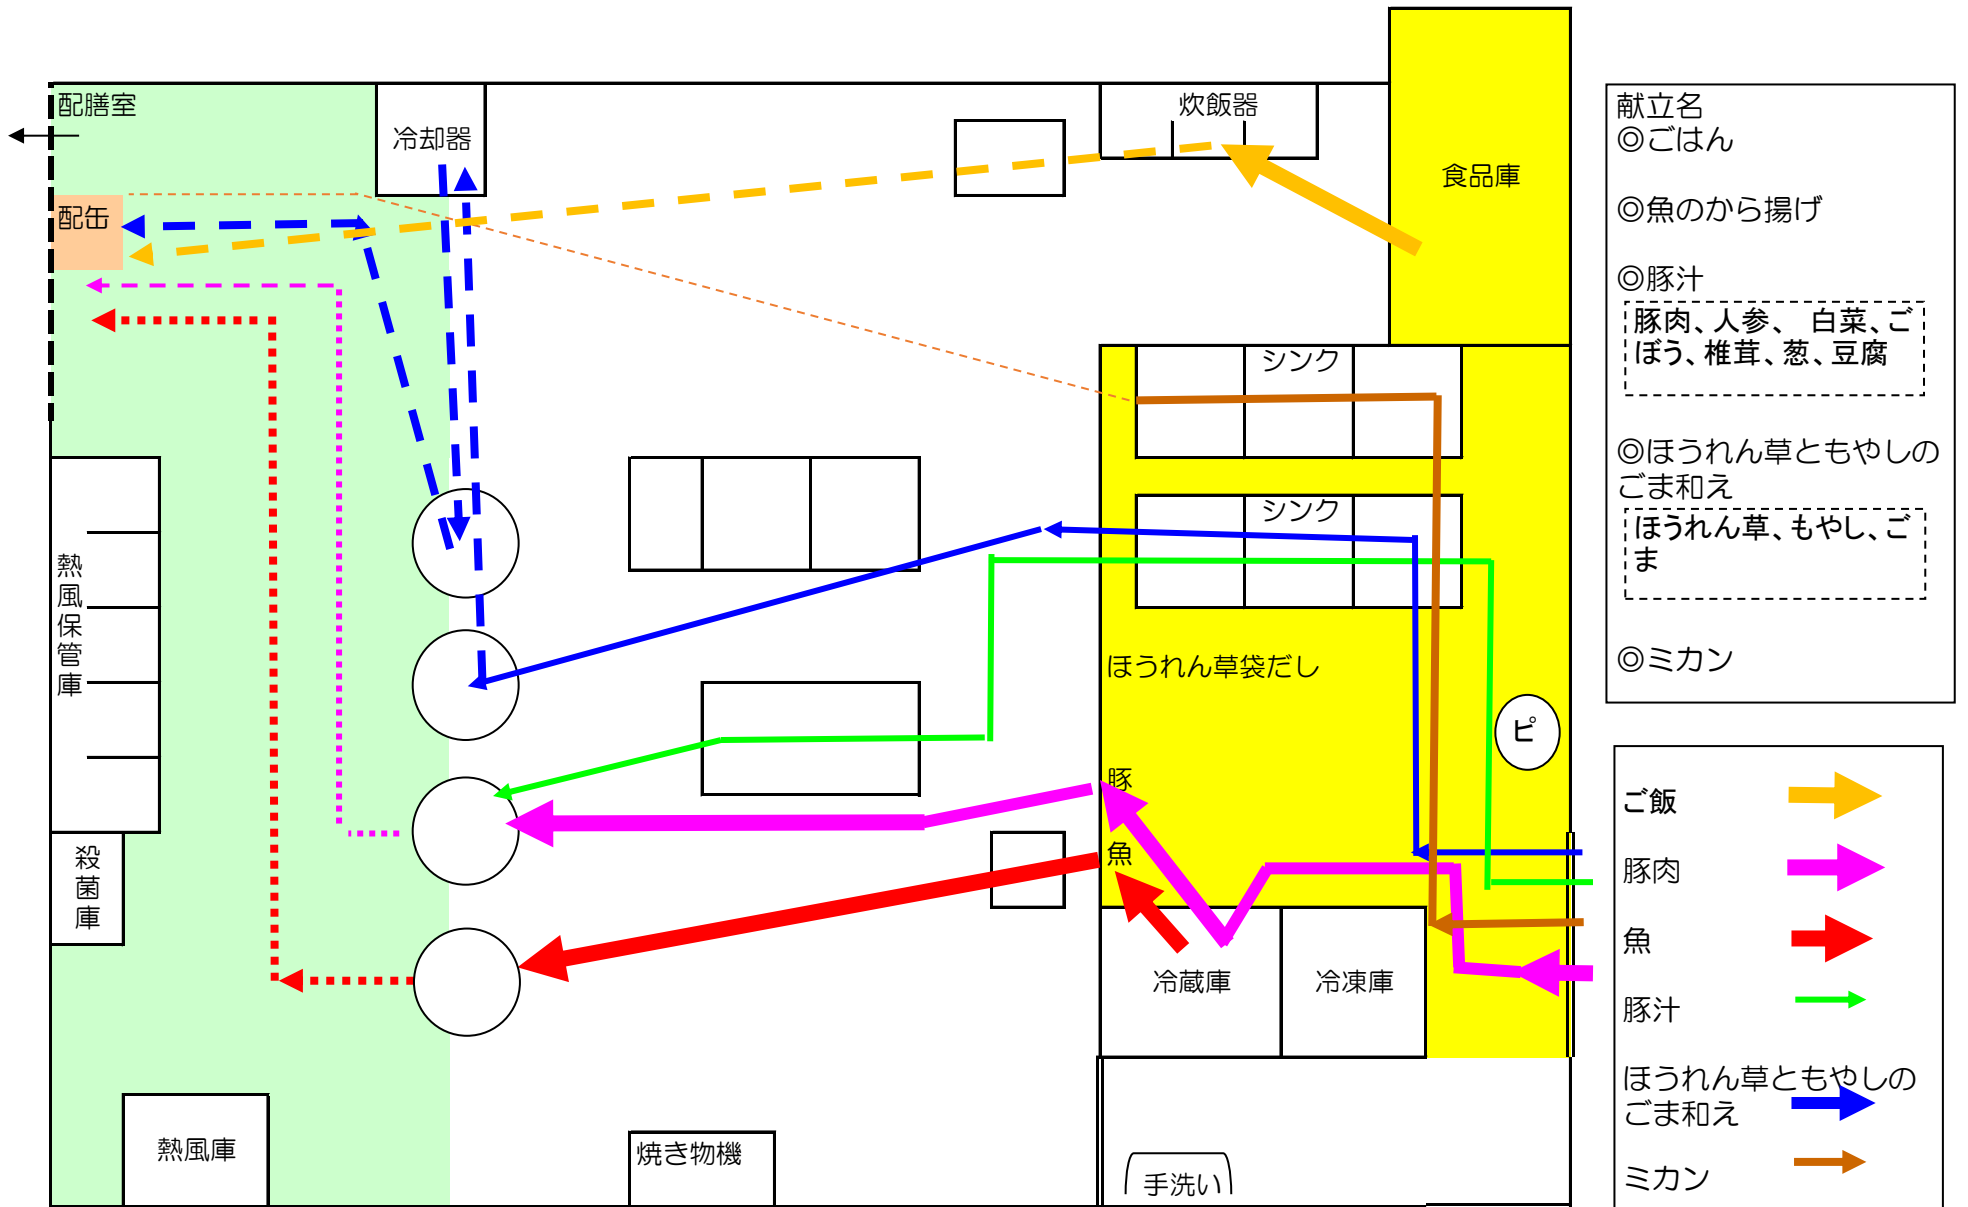 配膳室
冷却器
炊飯器
食品庫
配缶
シンク
シンク
熱風保管庫
ほうれん草袋だし
ピ
豚
魚
殺菌庫
冷蔵庫
冷凍庫
熱風庫
焼き物機
手洗い
献立名
◎ごはん
◎魚のから揚げ
◎豚汁
豚肉、人参、 白菜、ご
ぼう、椎茸、葱、豆腐
◎ほうれん草ともやしの
ごま和え
ほうれん草、もやし、ご
ま
◎ミカン
ご飯
豚肉
魚
豚汁
ほうれん草ともやしの
ごま和え
ミカン